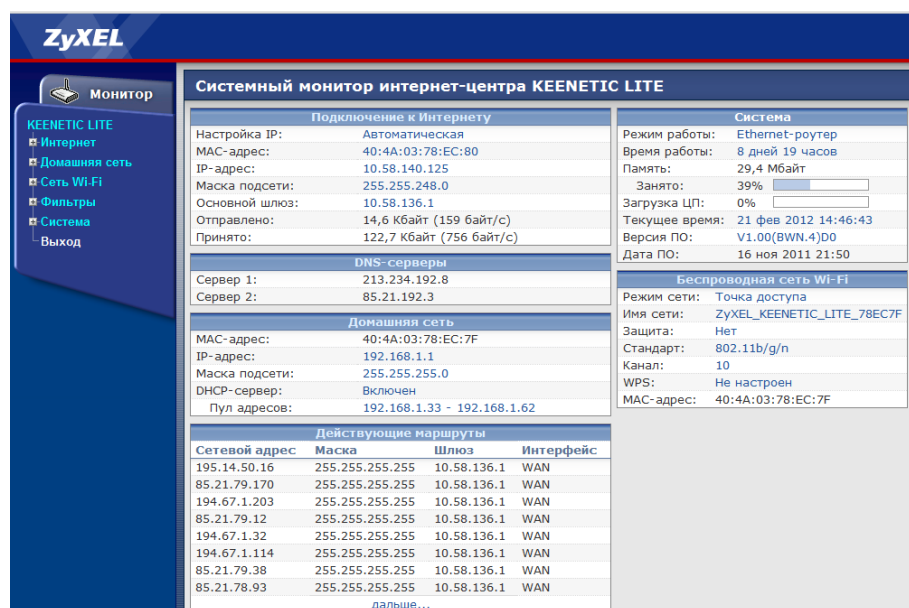 ZyXEL
Монитор
KEENETIC LITE
Интернет
Домашняя сеть
Сеть Wi-Fi
Фильтры
Система
Выход
Системный монитор интернет-центра KEENETIC LITE
Подключение к Интернету
Настройка IP: Автоматическая
MAC-адрес: 40:4A:03:78:EC:80
IP-адрес: 10.58.140.125
Маска подсети: 255.255.248.0
Основной шлюз: 10.58.136.1
Отправлено: 14,6 Кбайт (159 байт/с)
Принято: 122,7 Кбайт (756 байт/с)
DNS-серверы
Сервер 1: 213.234.192.8
Сервер 2: 85.21.192.3
Домашняя сеть
MAC-адрес: 40:4A:03:78:EC:7F
IP-адрес: 192.168.1.1
Маска подсети: 255.255.255.0
DHCP-сервер: Включен
Пул адресов: 192.168.1.33 - 192.168.1.62
Действующие маршруты
Сетевой адрес Маска Шлюз Интерфейс
195.14.50.16 255.255.255.255 10.58.136.1 WAN
85.21.79.170 255.255.255.255 10.58.136.1 WAN
194.67.1.203 255.255.255.255 10.58.136.1 WAN
85.21.79.12 255.255.255.255 10.58.136.1 WAN
194.67.1.32 255.255.255.255 10.58.136.1 WAN
194.67.1.114 255.255.255.255 10.58.136.1 WAN
85.21.79.38 255.255.255.255 10.58.136.1 WAN
85.21.78.93 255.255.255.255 10.58.136.1 WAN
дальше...
Система
Режим работы: Ethernet-роутер
Время работы: 8 дней 19 часов
Память: 29,4 Мбайт
Занято: 39%
Загрузка ЦП: 0%
Текущее время: 21 фев 2012 14:46:43
Версия ПО: V1.00(BWN.4)D0
Дата ПО: 16 ноя 2011 21:50
Беспроводная сеть Wi-Fi
Режим сети: Точка доступа
Имя сети: ZyXEL_KEENETIC_LITE_78EC7F
Защита: Нет
Стандарт: 802.11b/g/n
Канал: 10
WPS: Не настроен
MAC-адрес: 40:4A:03:78:EC:7F